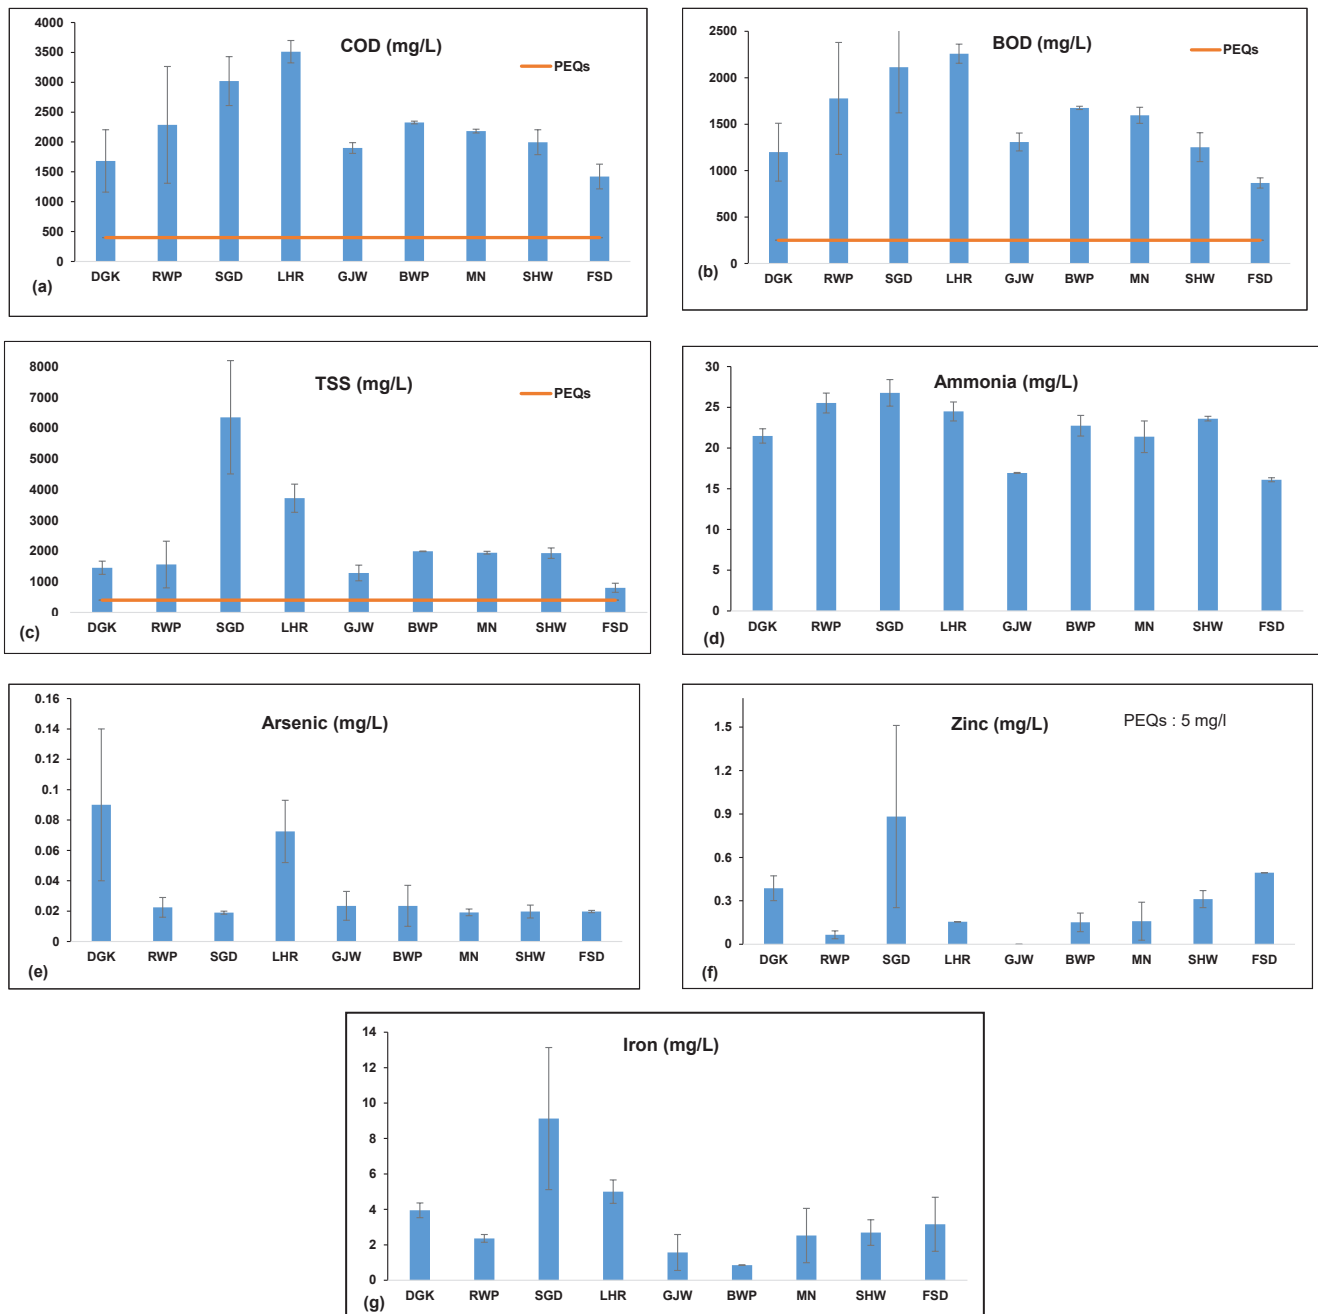 COD (mg/L)
PEQs
4000
3500
3000
2500
2000
1500
1000
500
0
DGK RWP SGD LHR GJW BWP MN SHW FSD
(a)
BOD (mg/L)
PEQs
2500
2000
1500
1000
500
0
DGK RWP SGD LHR GJW BWP MN SHW FSD
(b)
TSS (mg/L)
PEQs
8000
7000
6000
5000
4000
3000
2000
1000
0
DGK RWP SGD LHR GJW BWP MN SHW FSD
(c)
Ammonia (mg/L)
30
25
20
15
10
5
0
DGK RWP SGD LHR GJW BWP MN SHW FSD
(d)
Arsenic (mg/L)
0.16
0.14
0.12
0.1
0.08
0.06
0.04
0.02
0
DGK RWP SGD LHR GJW BWP MN SHW FSD
(e)
Zinc (mg/L)
PEQs : 5 mg/l
1.5
1.2
0.9
0.6
0.3
0
DGK RWP SGD LHR GJW BWP MN SHW FSD
(f)
Iron (mg/L)
14
12
10
8
6
4
2
0
DGK RWP SGD LHR GJW BWP MN SHW FSD
(g)